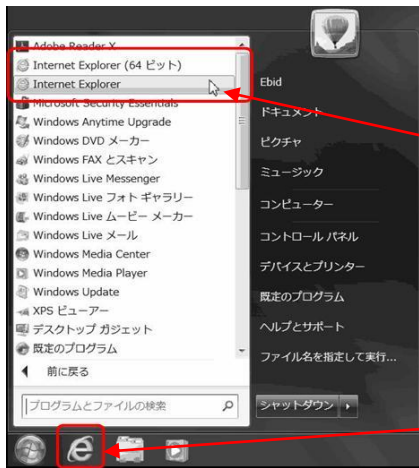 Adobe Reader X
Internet Explorer (64 ビット)
Internet Explorer
Microsoft Security Essentials
Windows Anytime Upgrade
Windows DVD メーカー
Windows FAX とスキャン
Windows Live Messenger
Windows Live フォト ギャラリー
Windows Live ムービー メーカー
Windows Live メール
Windows Media Center
Windows Media Player
Windows Update
XPS ビューアー
デスクトップ ガジェット
既定のプログラム
前に戻る
プログラムとファイルの検索
Ebid
ドキュメント
ピクチャ
ミュージック
コンピューター
コントロール パネル
デバイスとプリンター
既定のプログラム
ヘルプとサポート
ファイル名を指定して実行...
シャットダウン